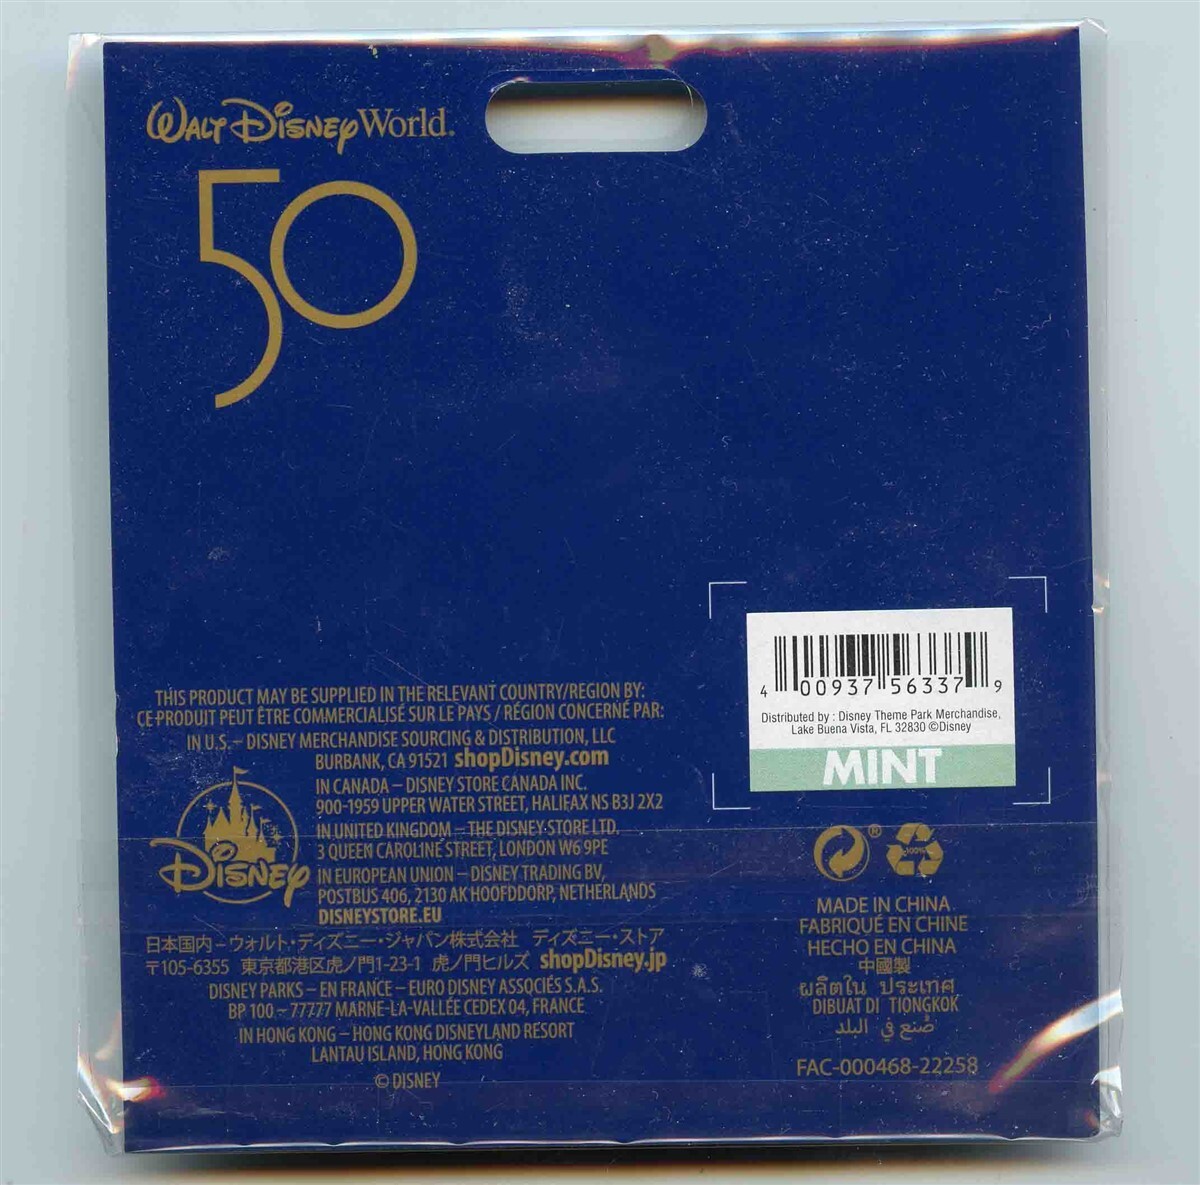 WALT DISNEY World.
50
THIS PRODUCT MAY BE SUPPLIED IN THE RELEVANT COUNTRY/REGION BY:
CE PRODUIT PEUT ÊTRE COMMERCIALISÉ SUR LE PAYS / RÉGION CONCERNÉ PAR:
IN U.S. – DISNEY MERCHANDISE SOURCING & DISTRIBUTION, LLC
BURBANK, CA 91521 shopDisney.com
IN CANADA – DISNEY STORE CANADA INC.
900-1959 UPPER WATER STREET, HALIFAX NS B3J 2X2
IN UNITED KINGDOM – THE DISNEY STORE LTD.
3 QUEEN CAROLINE STREET, LONDON W6 9PE
IN EUROPEAN UNION – DISNEY TRADING BV,
POSTBUS 406, 2130 AK HOOFDDORP, NETHERLANDS
DISNEYSTORE.EU
DISNEY
日本国内 – ウォルト・ディズニー・ジャパン株式会社 ディズニー・ストア
〒105-6355 東京都港区虎ノ門1-23-1 虎ノ門ヒルズ shopDisney.jp
DISNEY PARKS – EN FRANCE – EURO DISNEY ASSOCIÉS S.A.S.
BP 100 – 77777 MARNE-LA-VALLÉE CEDEX 04, FRANCE
IN HONG KONG – HONG KONG DISNEYLAND RESORT
LANTAU ISLAND, HONG KONG
© DISNEY
4 00937 56337 9
Distributed by : Disney Theme Park Merchandise,
Lake Buena Vista, FL 32830 ©Disney
MINT
®
100%
MADE IN CHINA
FABRIQUÉ EN CHINE
HECHO EN CHINA
中國製
ผลิตใน ประเทศ
DIBUAT DI TIONGKOK
صُنع في البلد
FAC-000468-22258